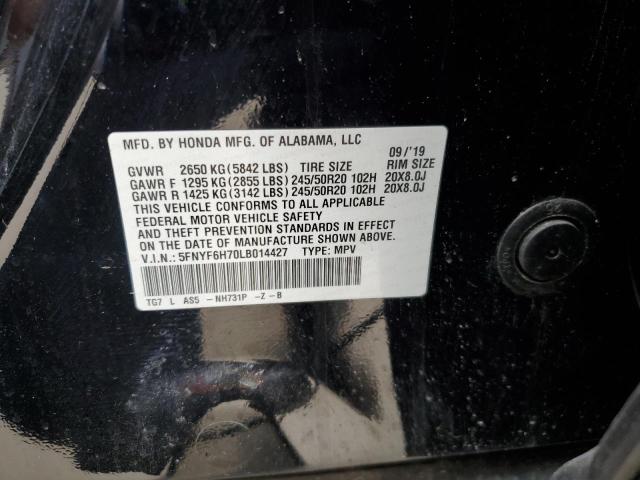 MFD. BY HONDA MFG. OF ALABAMA, LLC 09/'19
GVWR 2650 KG(5842 LBS) TIRE SIZE RIM SIZE
GAWR F 1295 KG(2855 LBS)245/50R20 102H 20X8.0J
GAWR R 1425 KG(3142 LBS)245/50R20 102H 20X8.0J
THIS VEHICLE CONFORMS TO ALL APPLICABLE
FEDERAL MOTOR VEHICLE SAFETY
AND THEFT PREVENTION STANDARDS IN EFFECT
ON THE DATE OF MANUFACTURE SHOWN ABOVE.
V.I.N.: 5FNYF6H70LB014427 TYPE: MPV
TG7 L AS5 -NH731P -Z-B